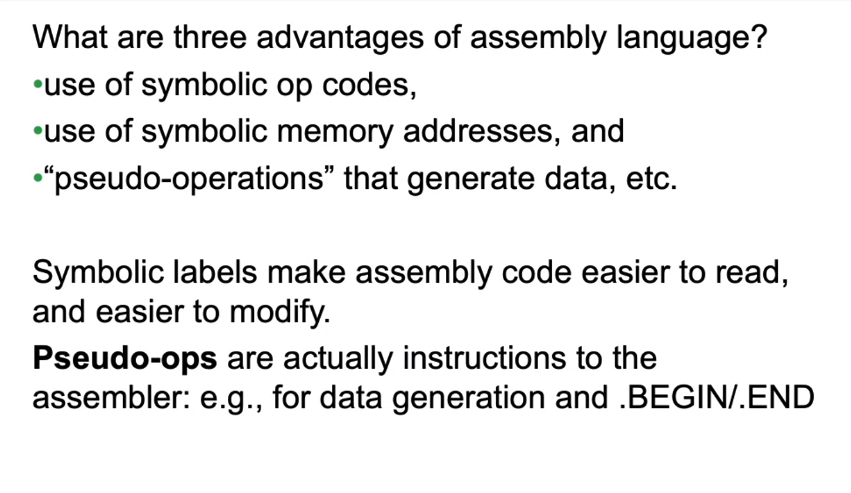 What are three advantages of assembly language?
•use of symbolic op codes,
•use of symbolic memory addresses, and
•“pseudo-operations” that generate data, etc.
Symbolic labels make assembly code easier to read,
and easier to modify.
Pseudo-ops are actually instructions to the
assembler: e.g., for data generation and .BEGIN/.END